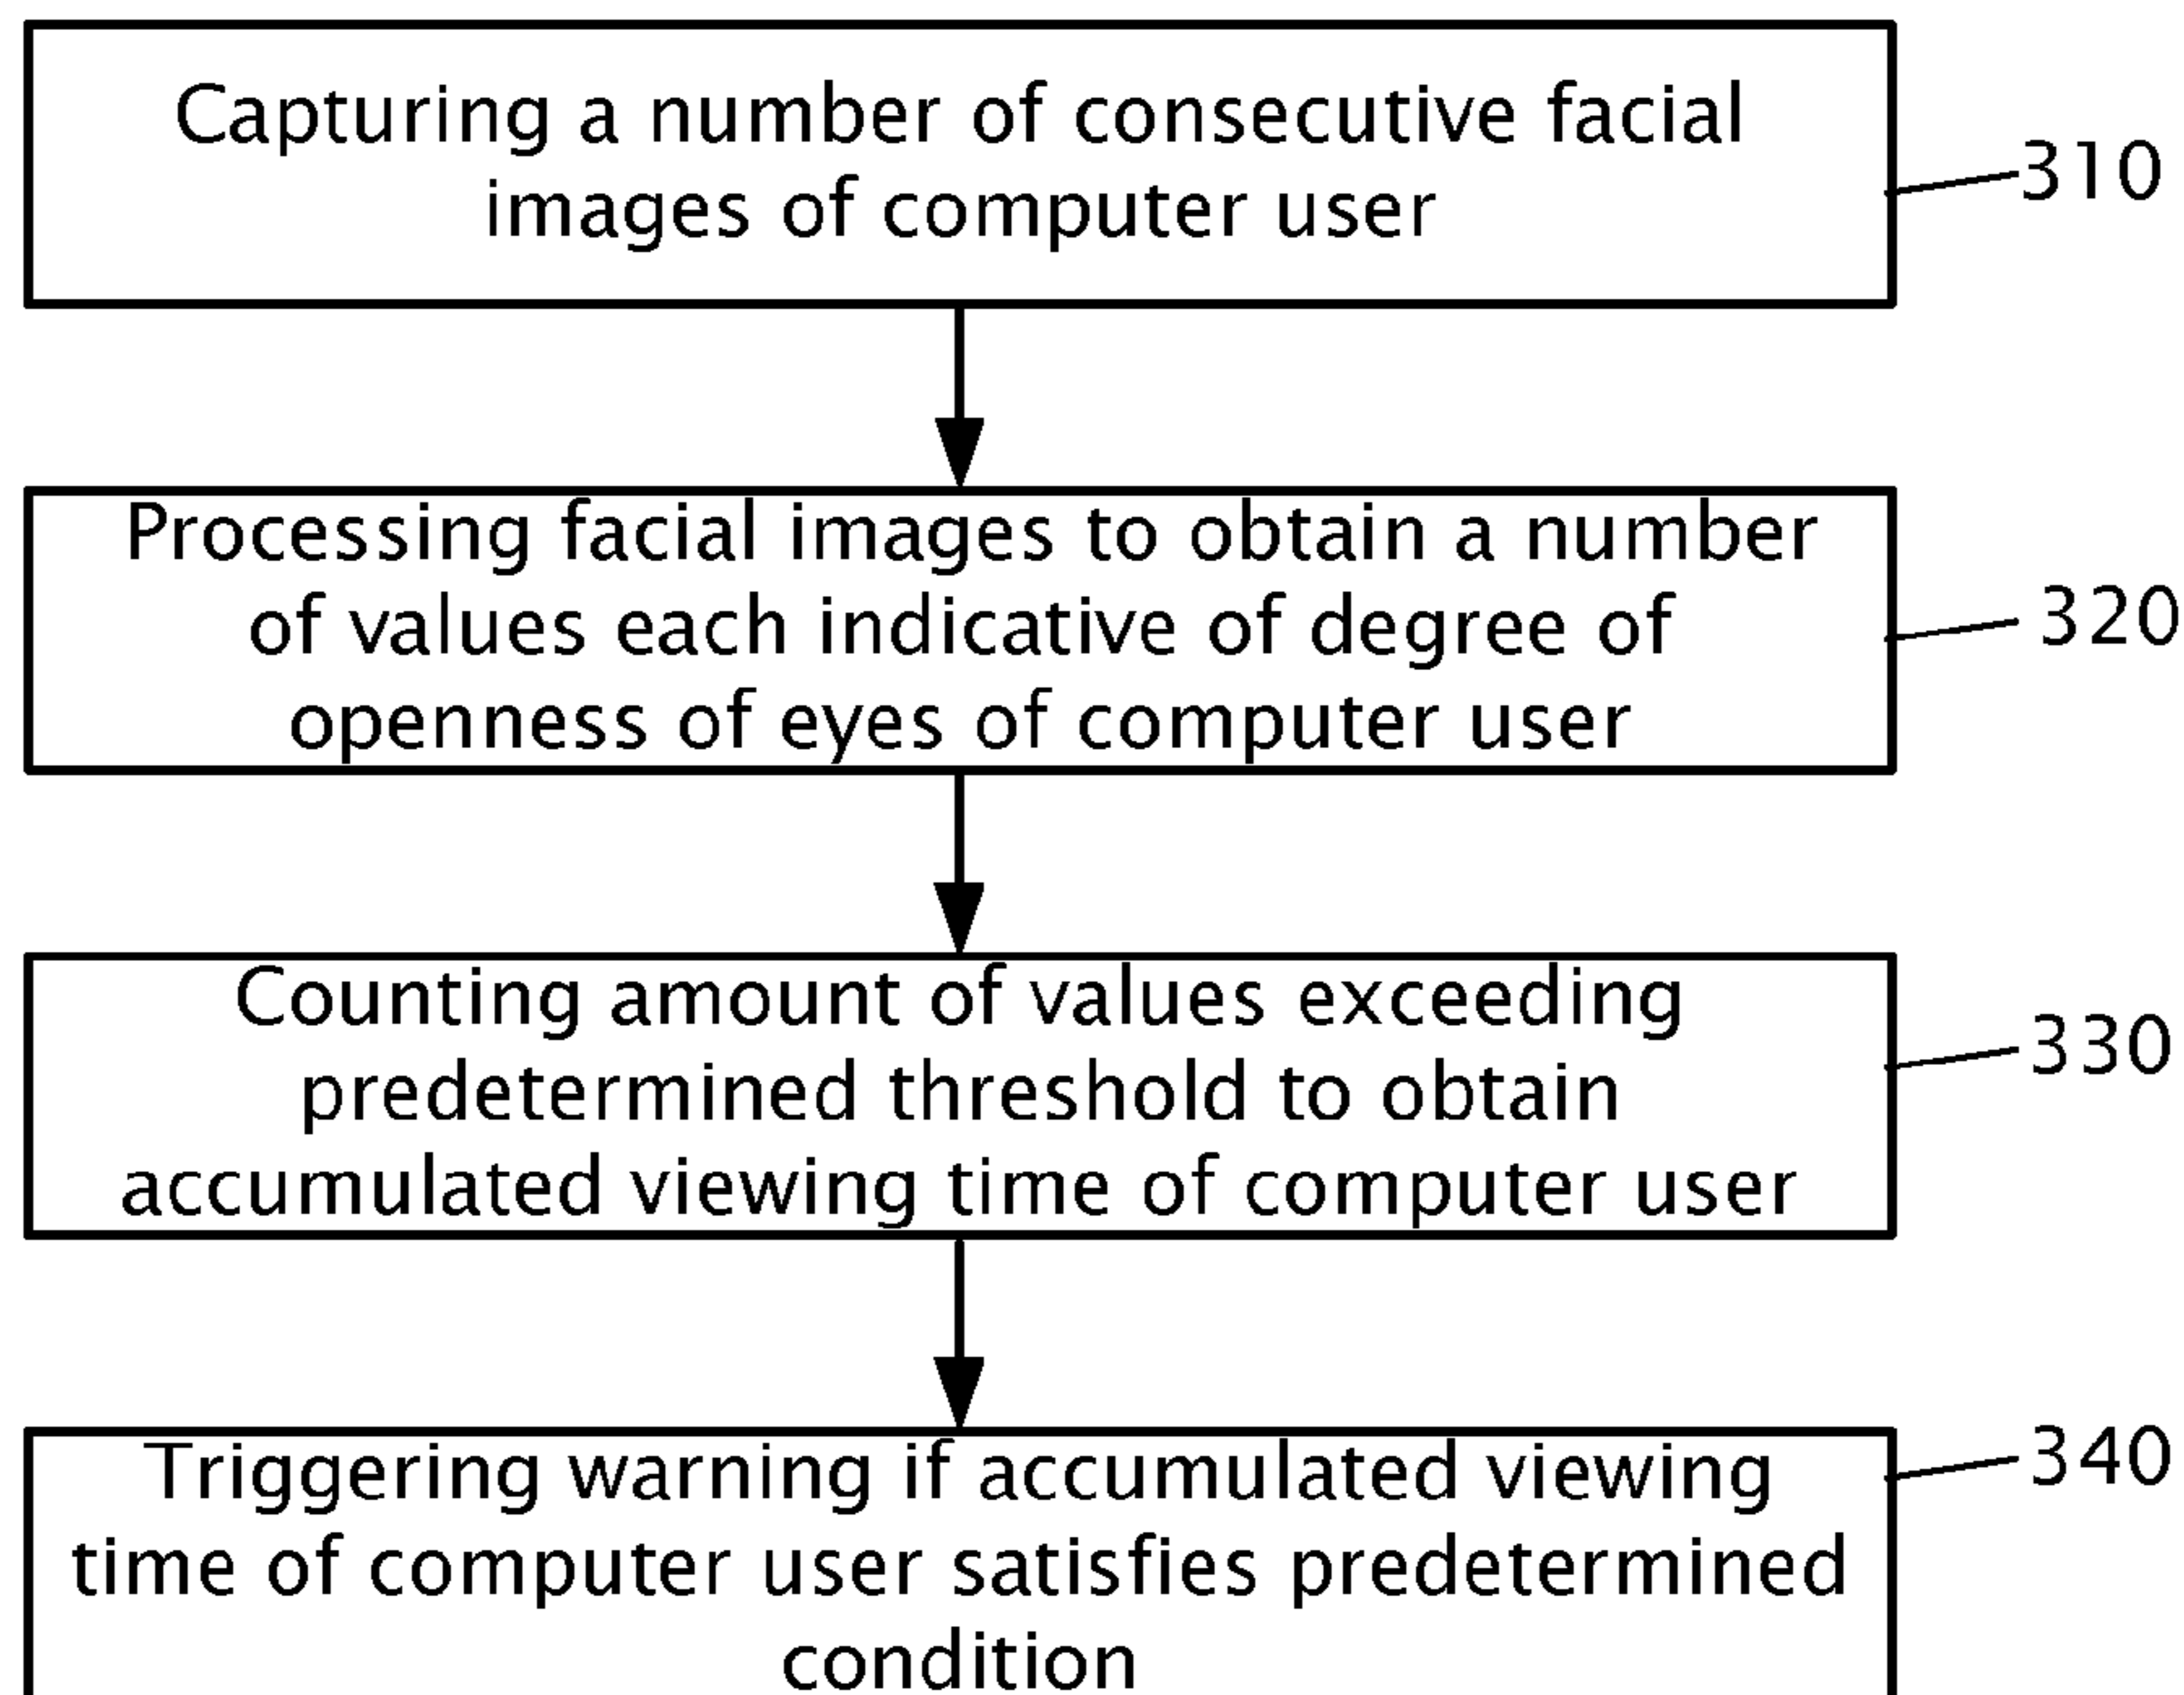 Capturing a number of consecutive facial
images of computer user
310
Processing facial images to obtain a number
of values each indicative of degree of
openness of eyes of computer user
320
Counting amount of values exceeding
predetermined threshold to obtain
accumulated viewing time of computer user
330
Triggering warning if accumulated viewing
time of computer user satisfies predetermined
condition
340